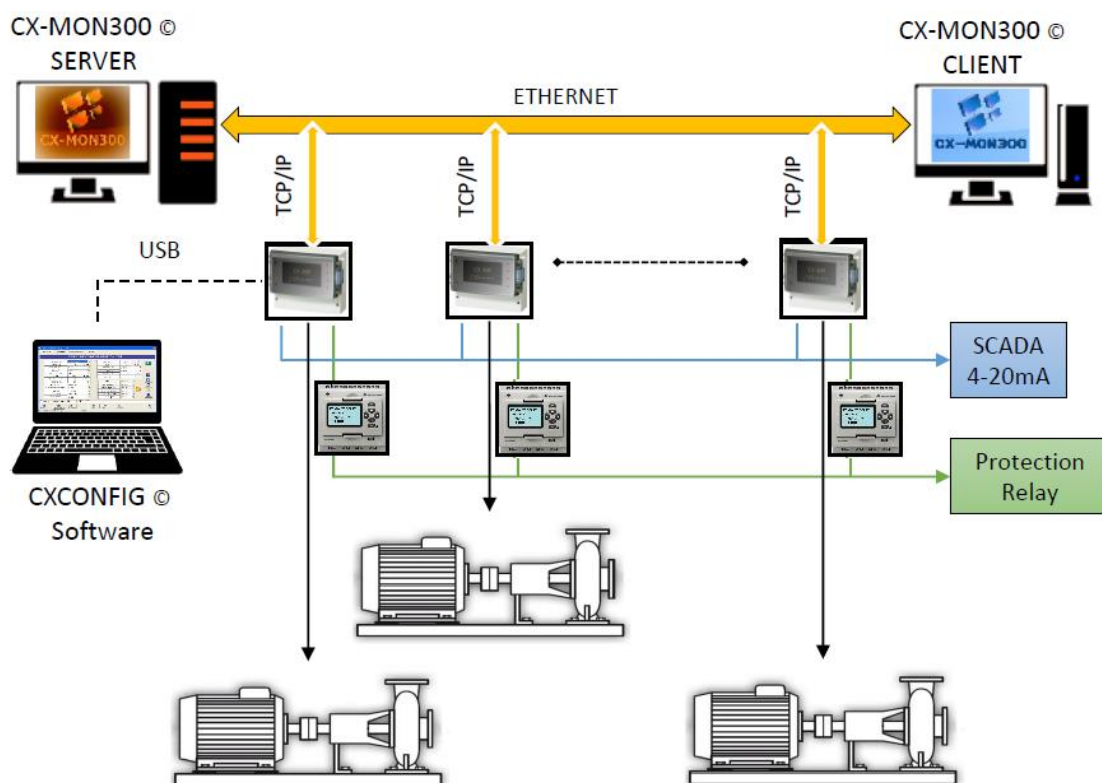 CX-MON300 ©
SERVER
CX-MON300 ©
CLIENT
CX-MON300
CX-MON300
ETHERNET
TCP/IP
TCP/IP
TCP/IP
USB
SCADA
4-20mA
Protection
Relay
CXCONFIG ©
Software